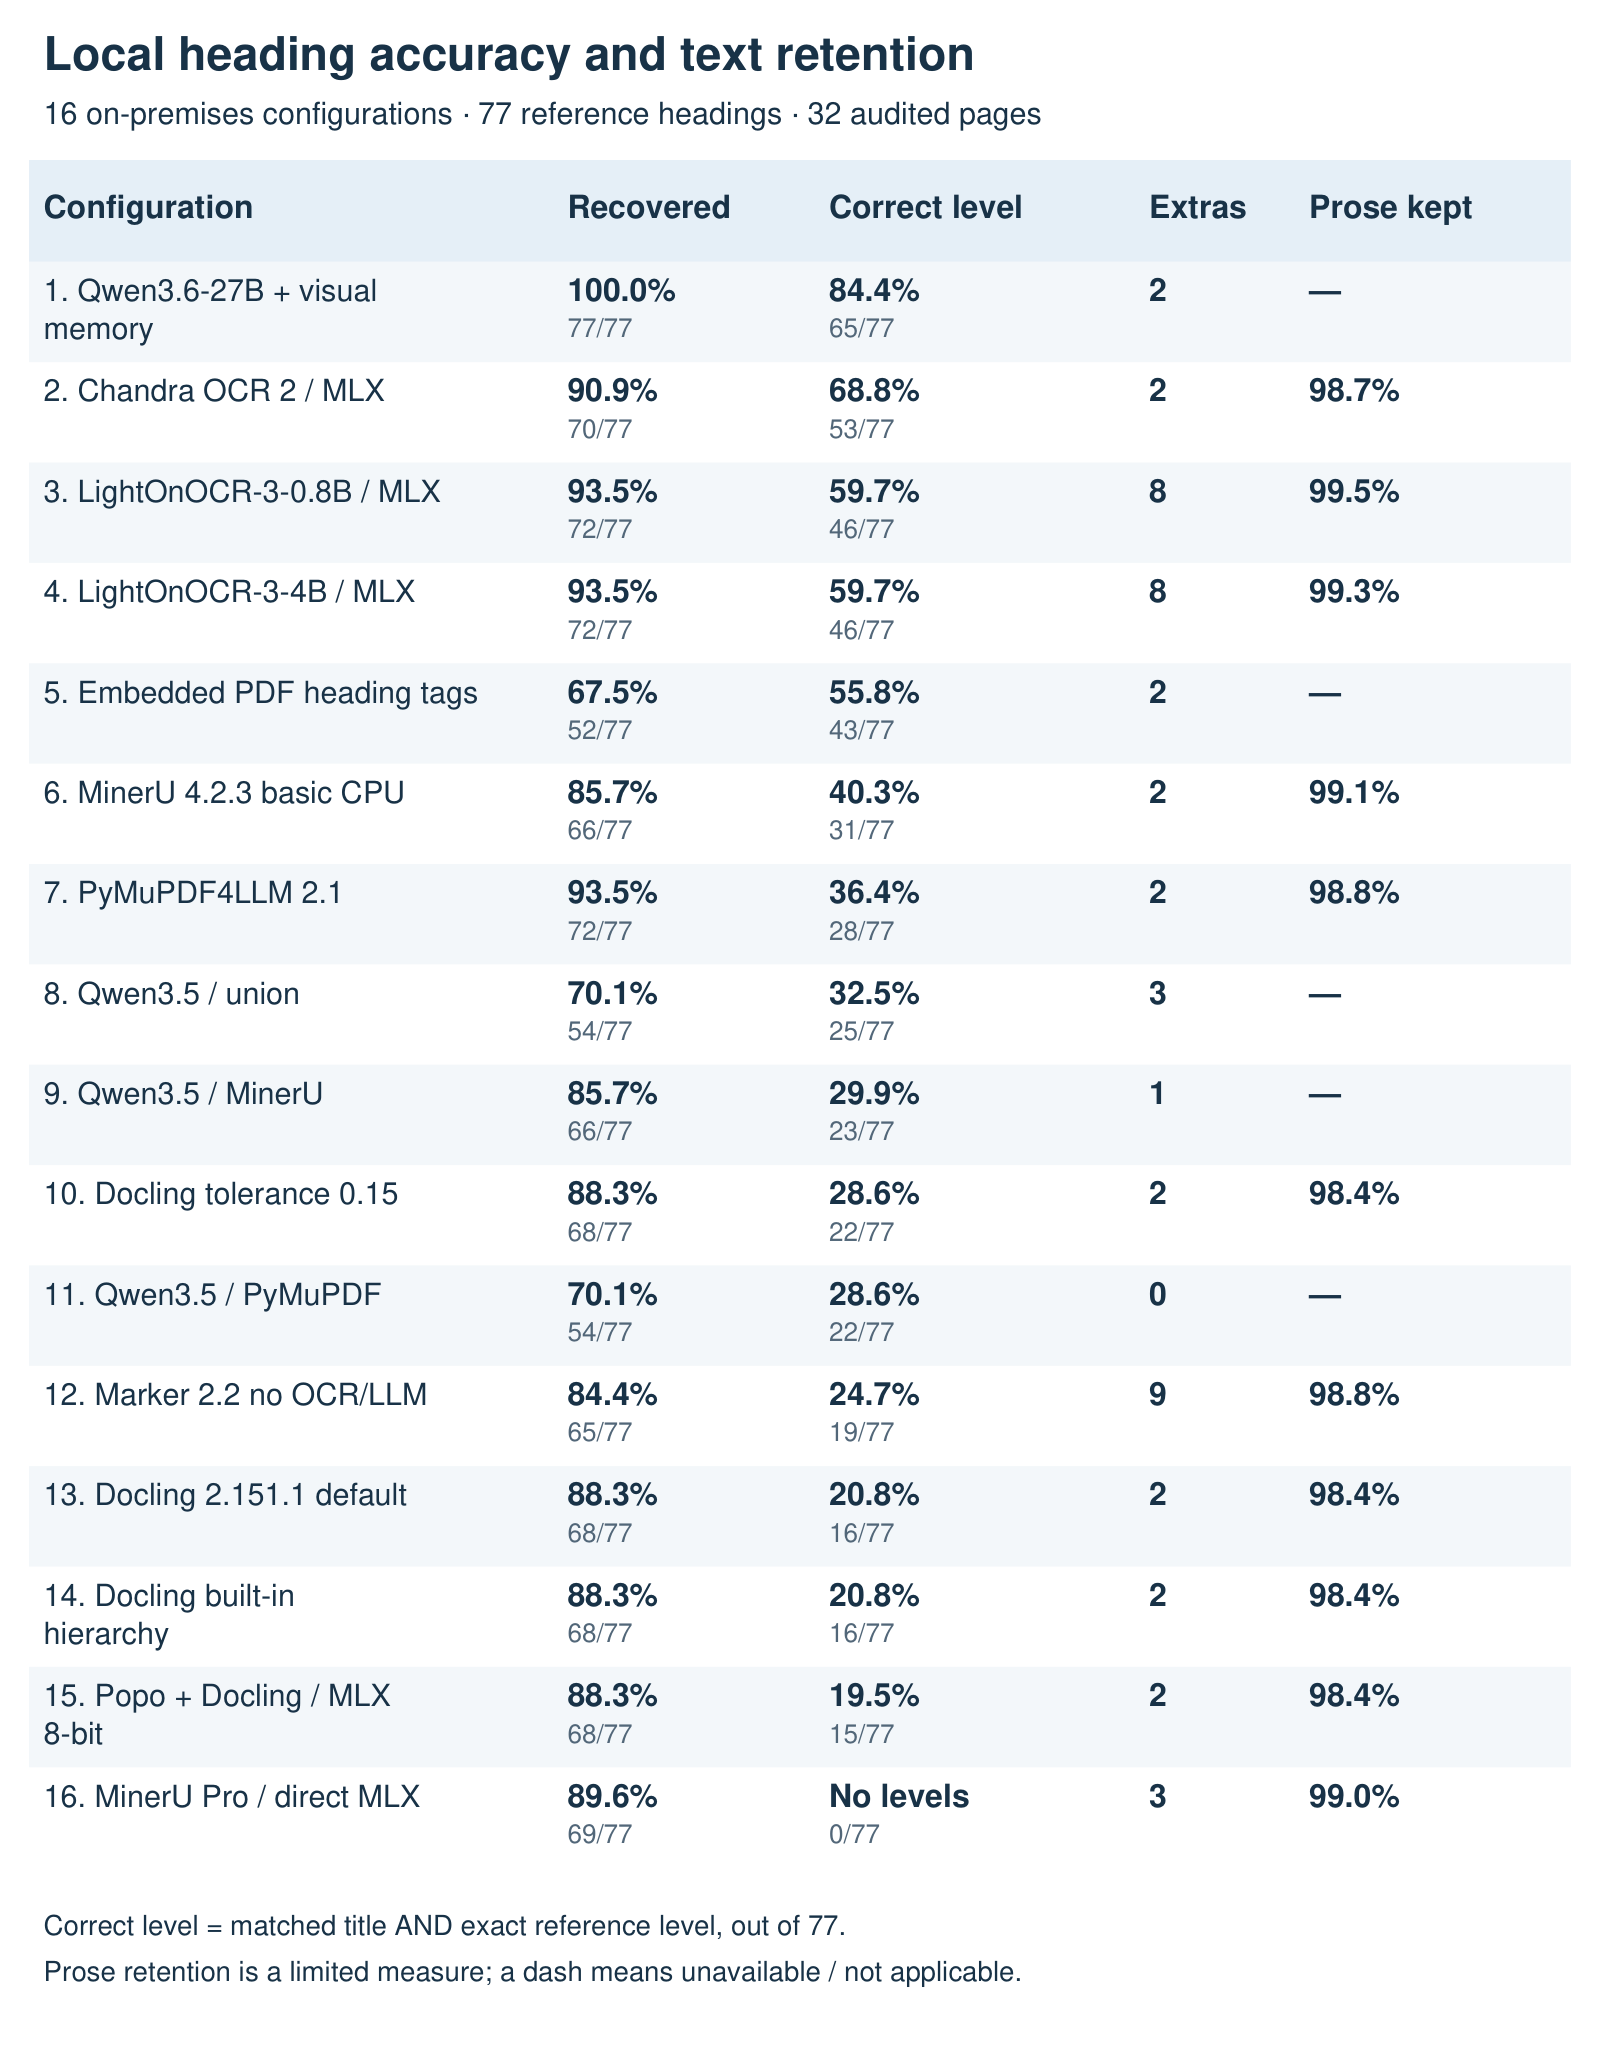 Local heading accuracy and text retention
16 on-premises configurations · 77 reference headings · 32 audited pages
Configuration Recovered Correct level Extras Prose kept
1. Qwen3.6-27B + visual 100.0% 84.4% 2 —
memory 77/77 65/77
2. Chandra OCR 2 / MLX 90.9% 68.8% 2 98.7%
70/77 53/77
3. LightOnOCR-3-0.8B / MLX 93.5% 59.7% 8 99.5%
72/77 46/77
4. LightOnOCR-3-4B / MLX 93.5% 59.7% 8 99.3%
72/77 46/77
5. Embedded PDF heading tags 67.5% 55.8% 2 —
52/77 43/77
6. MinerU 4.2.3 basic CPU 85.7% 40.3% 2 99.1%
66/77 31/77
7. PyMuPDF4LLM 2.1 93.5% 36.4% 2 98.8%
72/77 28/77
8. Qwen3.5 / union 70.1% 32.5% 3 —
54/77 25/77
9. Qwen3.5 / MinerU 85.7% 29.9% 1 —
66/77 23/77
10. Docling tolerance 0.15 88.3% 28.6% 2 98.4%
68/77 22/77
11. Qwen3.5 / PyMuPDF 70.1% 28.6% 0 —
54/77 22/77
12. Marker 2.2 no OCR/LLM 84.4% 24.7% 9 98.8%
65/77 19/77
13. Docling 2.151.1 default 88.3% 20.8% 2 98.4%
68/77 16/77
14. Docling built-in 88.3% 20.8% 2 98.4%
hierarchy 68/77 16/77
15. Popo + Docling / MLX 88.3% 19.5% 2 98.4%
8-bit 68/77 15/77
16. MinerU Pro / direct MLX 89.6% No levels 3 99.0%
69/77 0/77
Correct level = matched title AND exact reference level, out of 77.
Prose retention is a limited measure; a dash means unavailable / not applicable.